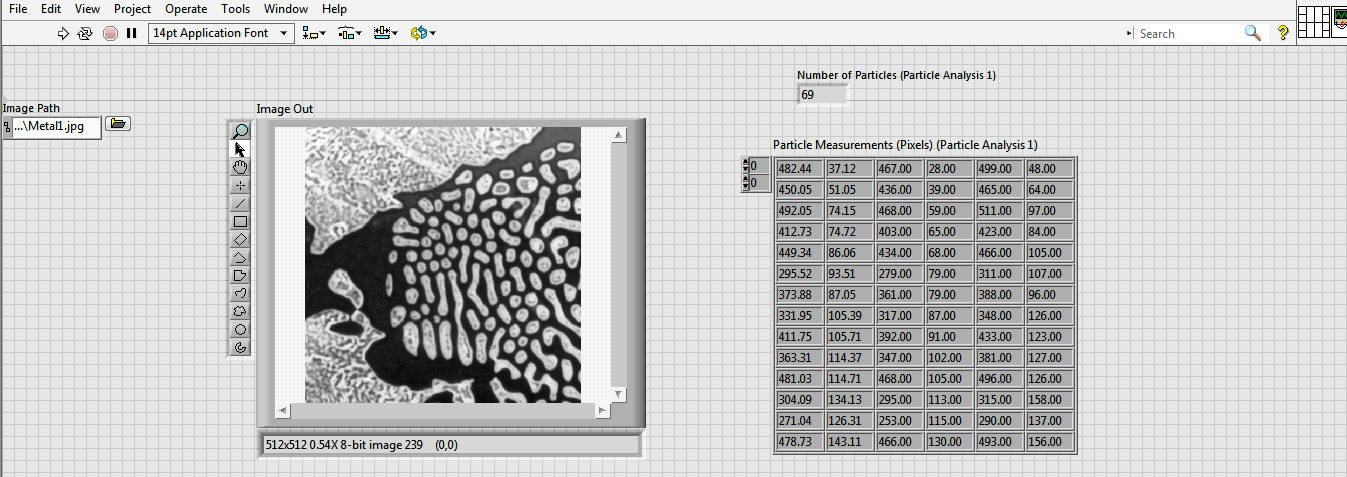 File Edit View Project Operate Tools Window Help
14pt Application Font Search
Number of Particles (Particle Analysis 1)
69
Image Path
...\Metal1.jpg
Image Out
512x512 0.54X 8-bit image 239 (0,0)
Particle Measurements (Pixels) (Particle Analysis 1)
0
0
482.44 37.12 467.00 28.00 499.00 48.00
450.05 51.05 436.00 39.00 465.00 64.00
492.05 74.15 468.00 59.00 511.00 97.00
412.73 74.72 403.00 65.00 423.00 84.00
449.34 86.06 434.00 68.00 466.00 105.00
295.52 93.51 279.00 79.00 311.00 107.00
373.88 87.05 361.00 79.00 388.00 96.00
331.95 105.39 317.00 87.00 348.00 126.00
411.75 105.71 392.00 91.00 433.00 123.00
363.31 114.37 347.00 102.00 381.00 127.00
481.03 114.71 468.00 105.00 496.00 126.00
304.09 134.13 295.00 113.00 315.00 158.00
271.04 126.31 253.00 115.00 290.00 137.00
478.73 143.11 466.00 130.00 493.00 156.00